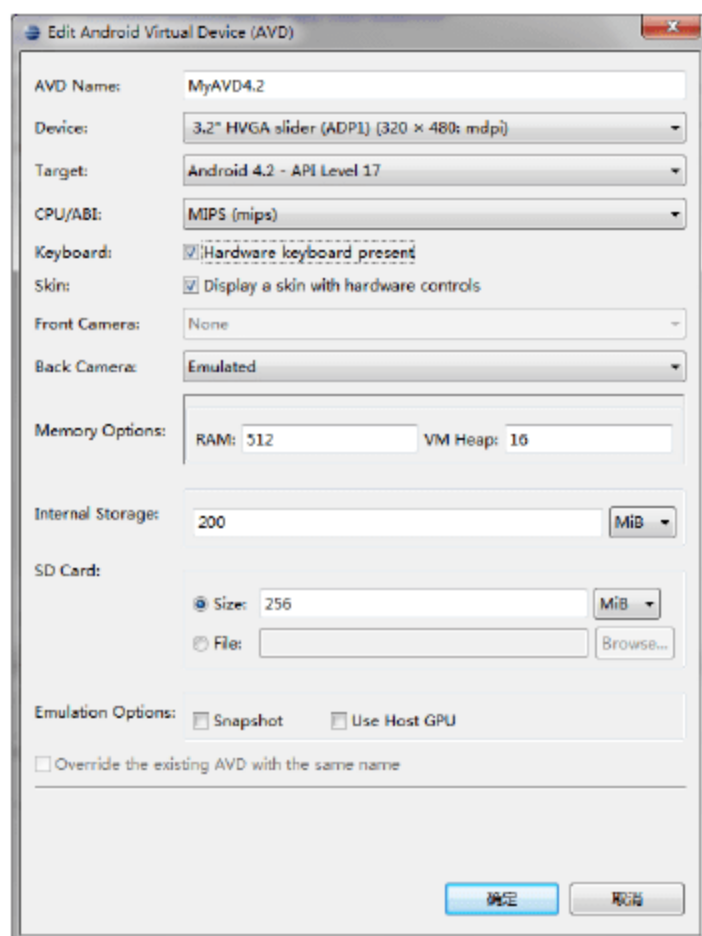 Edit Android Virtual Device (AVD)
AVD Name: MyAVD4.2
Device: 3.2" HVGA slider (ADP1) (320 × 480: mdpi)
Target: Android 4.2 - API Level 17
CPU/ABI: MIPS (mips)
Keyboard: Hardware keyboard present
Skin: Display a skin with hardware controls
Front Camera: None
Back Camera: Emulated
Memory Options: RAM: 512 VM Heap: 16
Internal Storage: 200 MiB
SD Card:
Size: 256 MiB
File: Browse...
Emulation Options: Snapshot Use Host GPU
Override the existing AVD with the same name
确定 取消